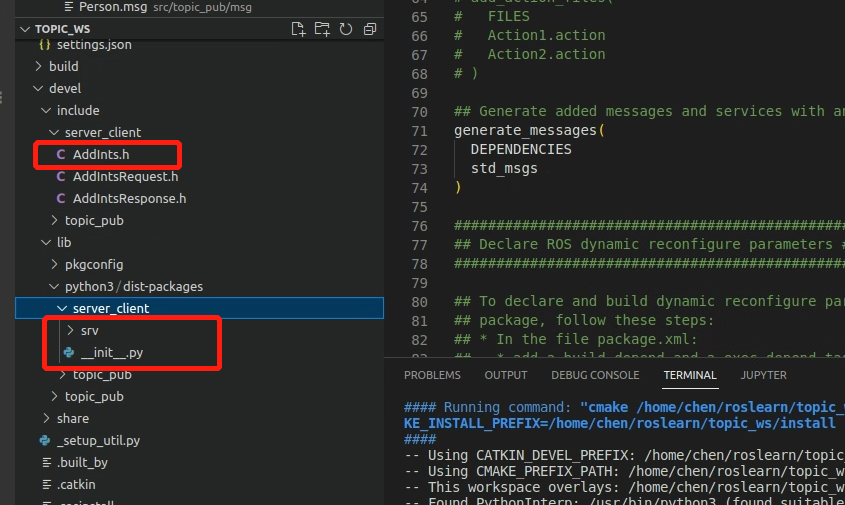 Person.msg src/topic_pub/msg
TOPIC_WS
{} settings.json
build
devel
include
server_client
C AddInts.h
C AddIntsRequest.h
C AddIntsResponse.h
topic_pub
lib
pkgconfig
python3/dist-packages
server_client
srv
__init__.py
topic_pub
topic_pub
share
_setup_util.py
.built_by
.catkin
65 #   FILES
66 #   Action1.action
67 #   Action2.action
68 # )
69
70 ## Generate added messages and services with an
71 generate_messages(
72   DEPENDENCIES
73   std_msgs
74 )
75
76 ################################################
77 ## Declare ROS dynamic reconfigure parameters #
78 ################################################
79
80 ## To declare and build dynamic reconfigure pa
81 ## package, follow these steps:
82 ## * In the file package.xml:
PROBLEMS OUTPUT DEBUG CONSOLE TERMINAL JUPYTER
#### Running command: "cmake /home/chen/roslearn/topic_w
KE_INSTALL_PREFIX=/home/chen/roslearn/topic_ws/install
####
-- Using CATKIN_DEVEL_PREFIX: /home/chen/roslearn/topic_
-- Using CMAKE_PREFIX_PATH: /home/chen/roslearn/topic_w
-- This workspace overlays: /home/chen/roslearn/topic_w
-- Found PythonInterp: /usr/bin/python3 (found suitable